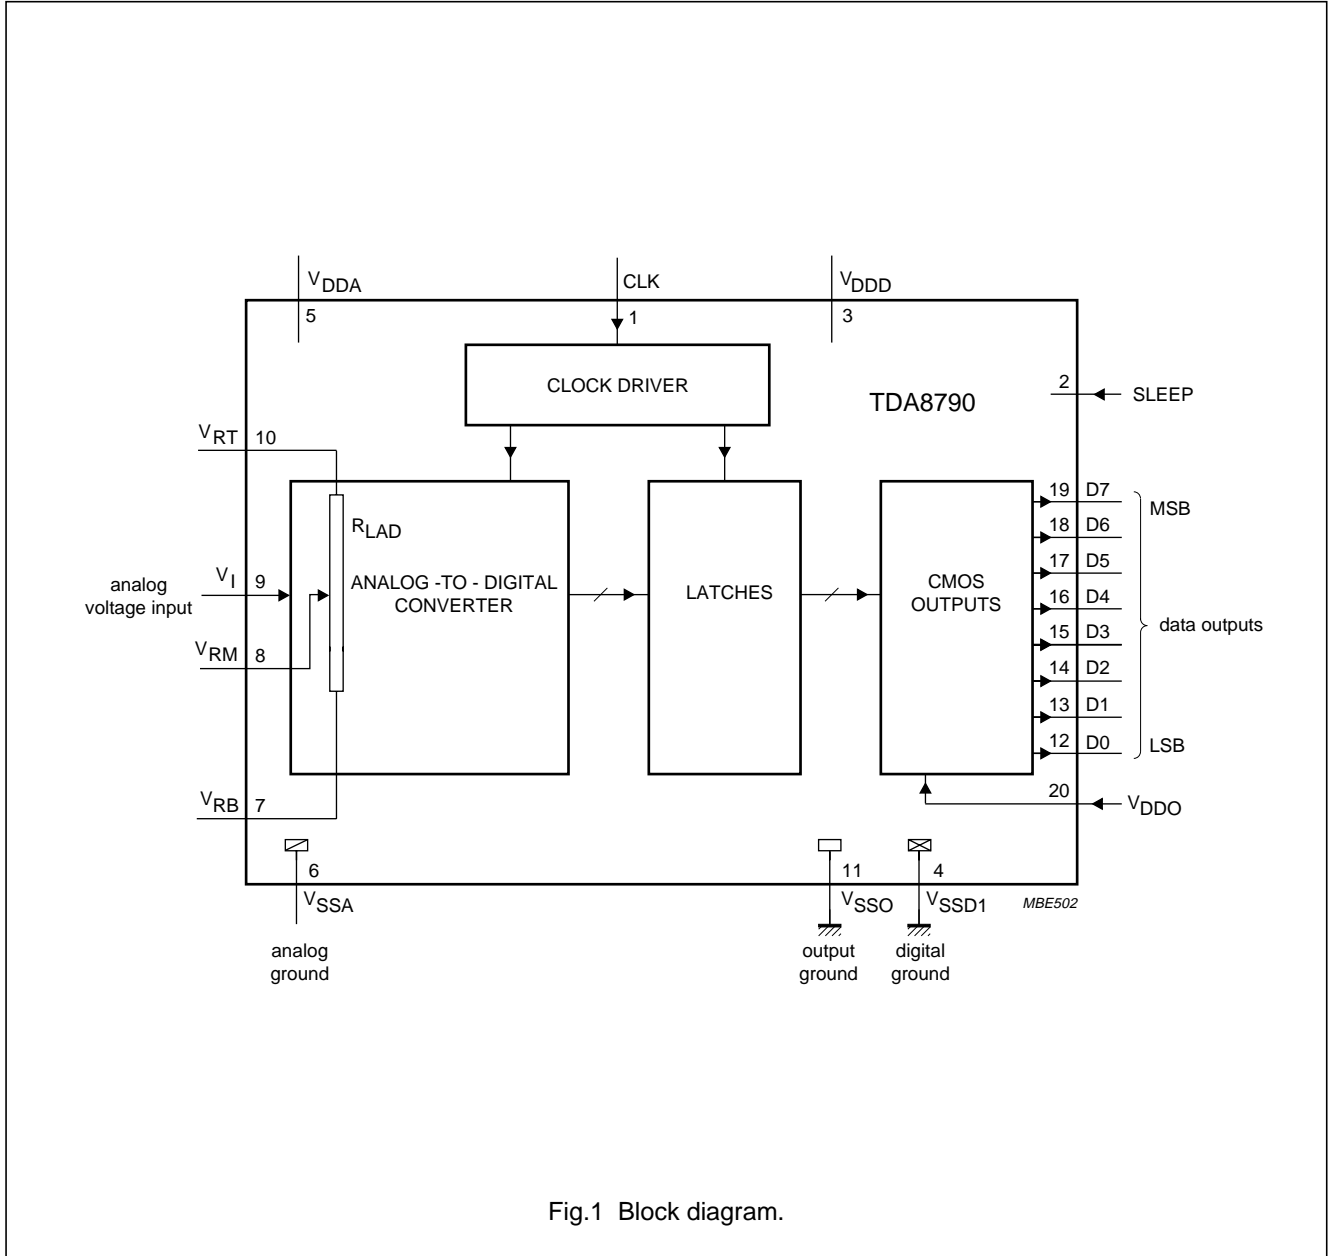 VDDA
CLK
VDDD
5
1
3
CLOCK DRIVER
2
SLEEP
TDA8790
VRT
10
19
D7
MSB
RLAD
18
D6
17
D5
analog
voltage input
VI
9
ANALOG -TO - DIGITAL
CONVERTER
LATCHES
CMOS
OUTPUTS
16
D4
15
D3
data outputs
VRM
8
14
D2
13
D1
12
D0
LSB
VRB
7
20
VDDO
6
11
4
VSSA
VSSO
VSSD1
MBE502
analog
ground
output
ground
digital
ground
Fig.1 Block diagram.